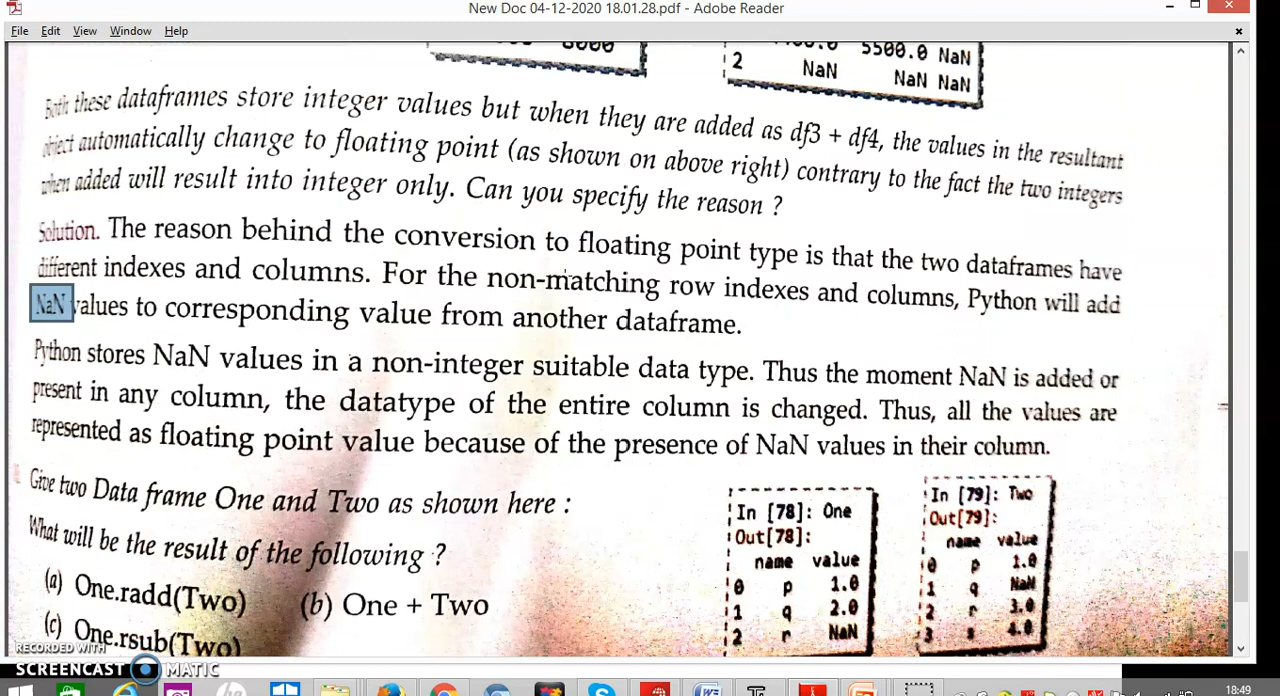 New Doc 04-12-2020 18.01.28.pdf - Adobe Reader
File Edit View Window Help
5500.0 NaN
2 NaN NaN NaN
Both these dataframes store integer values but when they are added as df3 + df4, the values in the resultant
object automatically change to floating point (as shown on above right) contrary to the fact the two integers
when added will result into integer only. Can you specify the reason ?
Solution. The reason behind the conversion to floating point type is that the two dataframes have
different indexes and columns. For the non-matching row indexes and columns, Python will add
NaN values to corresponding value from another dataframe.
Python stores NaN values in a non-integer suitable data type. Thus the moment NaN is added or
present in any column, the datatype of the entire column is changed. Thus, all the values are
represented as floating point value because of the presence of NaN values in their column.
Give two Data frame One and Two as shown here :
What will be the result of the following ?
(a) One.radd(Two) (b) One + Two
(c) One.rsub(Two)
In [78]: One
Out[78]:
name value
0 p 1.0
1 q 2.0
2 r NaN
In [79]: Two
Out[79]:
name value
0 p 1.0
1 q NaN
2 r 3.0
3 s 4.0
RECORDED WITH
SCREENCAST MATIC
18:49